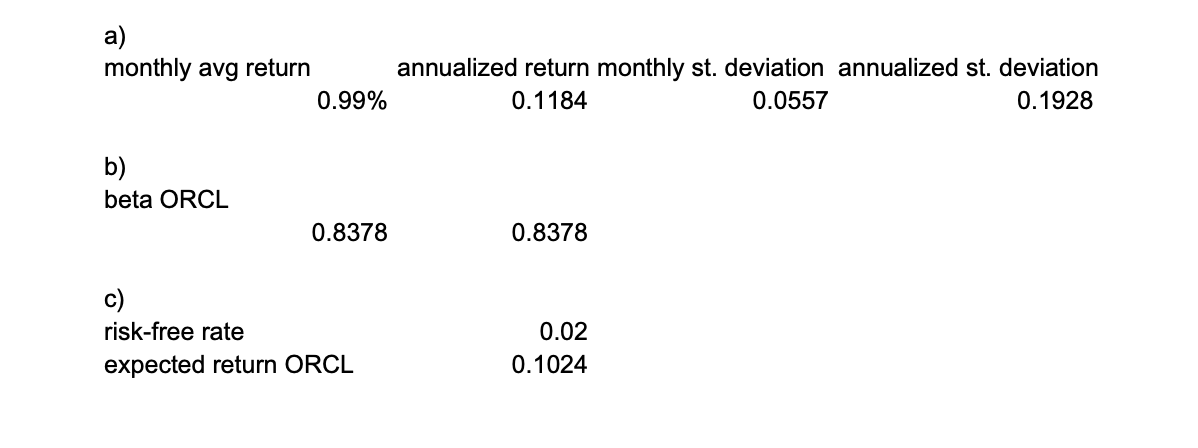 a)
monthly avg return annualized return monthly st. deviation annualized st. deviation
0.99% 0.1184 0.0557 0.1928
b)
beta ORCL
0.8378 0.8378
c)
risk-free rate 0.02
expected return ORCL 0.1024